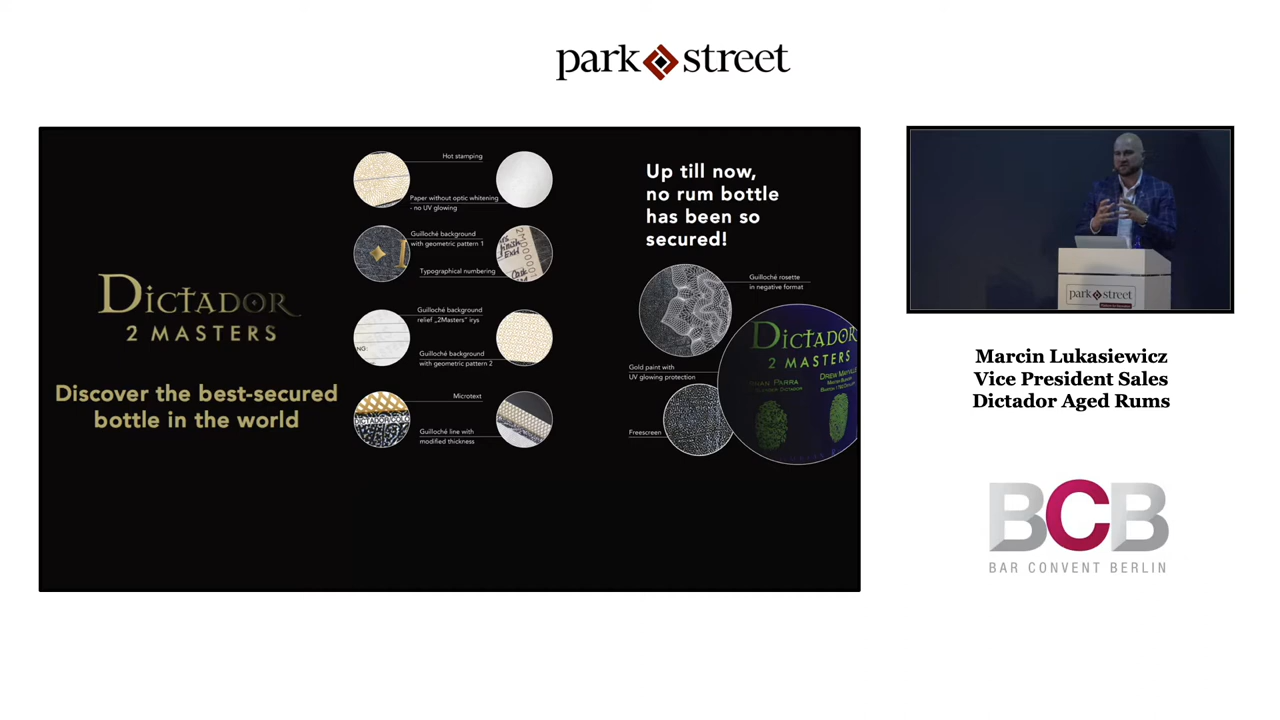 park street
DICTADOR
2 MASTERS
Discover the best-secured
bottle in the world
Hot stamping
Paper without optic whitening
- no UV glowing
Guilloché background
with geometric pattern 1
Typographical numbering
Guilloché background
relief „2Masters" irys
Guilloché background
with geometric pattern 2
NG:
Microtext
Guilloché line with
modified thickness
Up till now,
no rum bottle
has been so
secured!
Guilloché rosette
in negative format
Gold paint with
UV glowing protection
Freescreen
DICTADOR
2 MASTERS
PARRA
park street
Marcin Lukasiewicz
Vice President Sales
Dictador Aged Rums
BCB
BAR CONVENT BERLIN